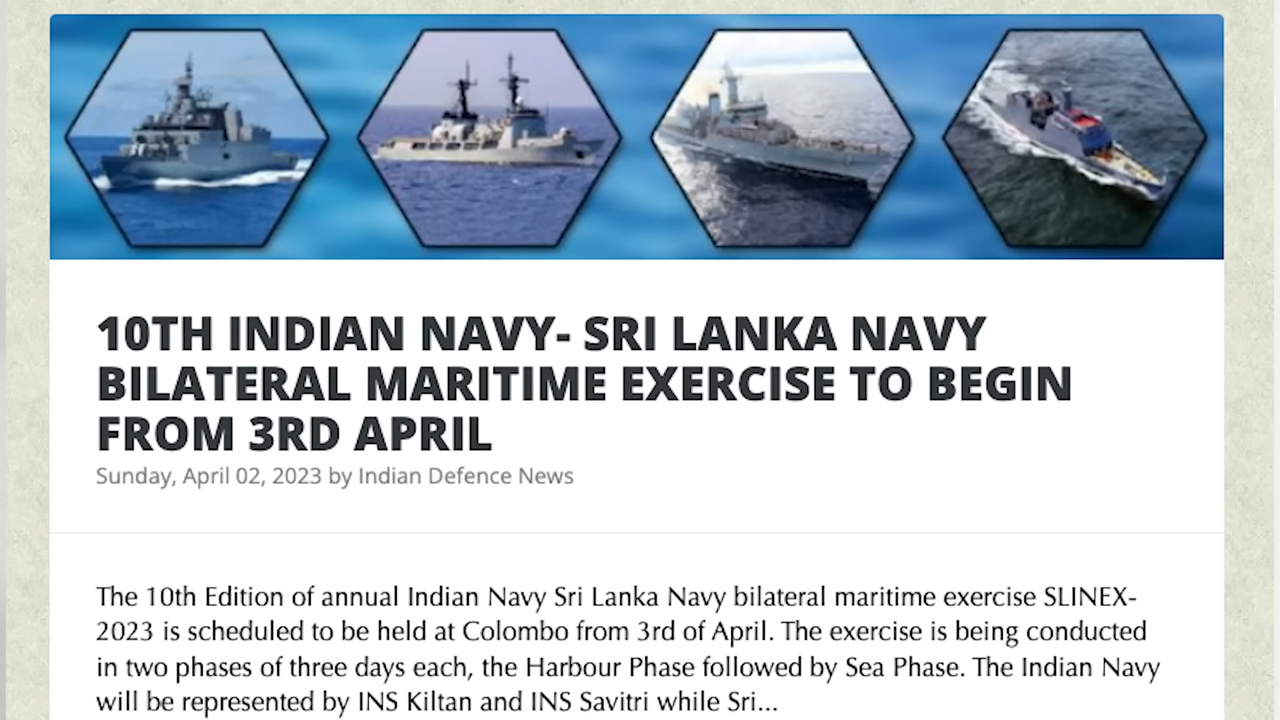 10TH INDIAN NAVY- SRI LANKA NAVY
BILATERAL MARITIME EXERCISE TO BEGIN
FROM 3RD APRIL
Sunday, April 02, 2023 by Indian Defence News
The 10th Edition of annual Indian Navy Sri Lanka Navy bilateral maritime exercise SLINEX-
2023 is scheduled to be held at Colombo from 3rd of April. The exercise is being conducted
in two phases of three days each, the Harbour Phase followed by Sea Phase. The Indian Navy
will be represented by INS Kiltan and INS Savitri while Sri...